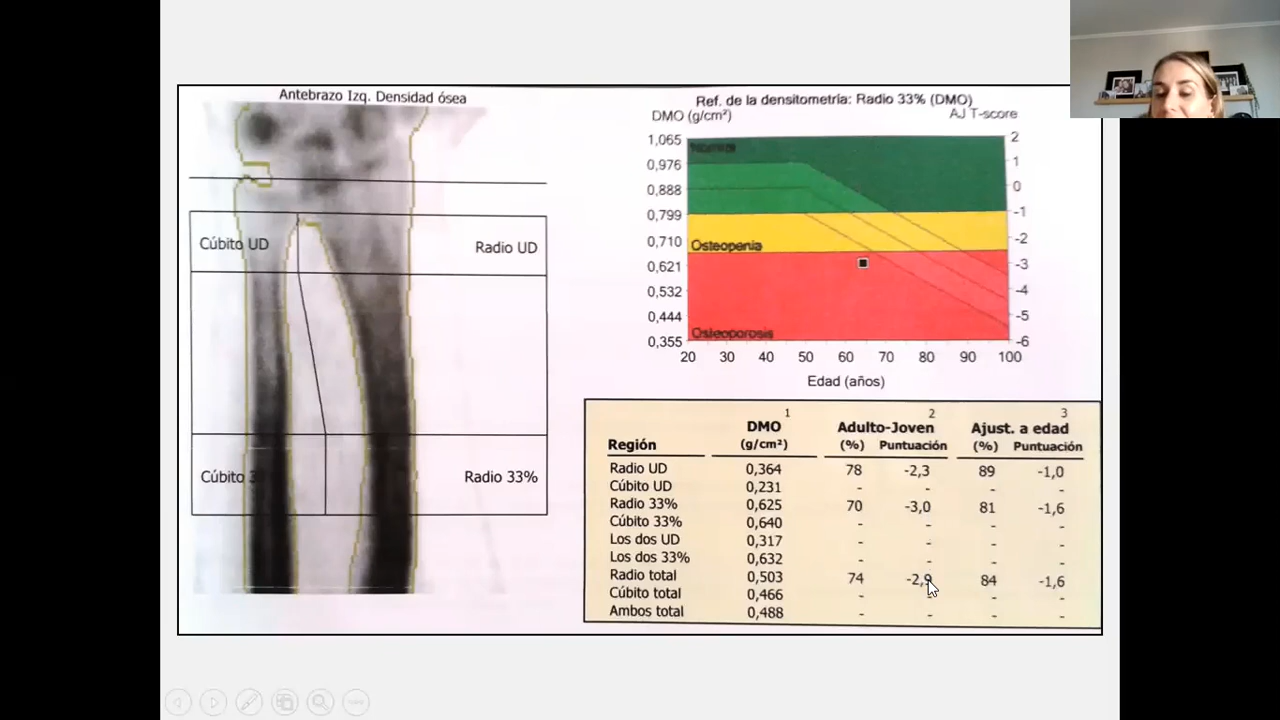 Antebrazo Izq. Densidad ósea
Cúbito UD
Radio UD
Cúbito
Radio 33%
Ref. de la densitometría: Radio 33% (DMO)
DMO (g/cm²)
AJ T-score
1,065
0,976
0,888
0,799
0,710
0,621
0,532
0,444
0,355
Normal
Osteopenia
Osteoporosis
2
1
0
-1
-2
-3
-4
-5
-6
20 30 40 50 60 70 80 90 100
Edad (años)
1 2 3
DMO Adulto-Joven Ajust. a edad
Región (g/cm²) (%) Puntuación (%) Puntuación
Radio UD 0,364 78 -2,3 89 -1,0
Cúbito UD 0,231 - - - -
Radio 33% 0,625 70 -3,0 81 -1,6
Cúbito 33% 0,640 - - - -
Los dos UD 0,317 - - - -
Los dos 33% 0,632 - - - -
Radio total 0,503 74 -2,9 84 -1,6
Cúbito total 0,466 - - - -
Ambos total 0,488 - - - -